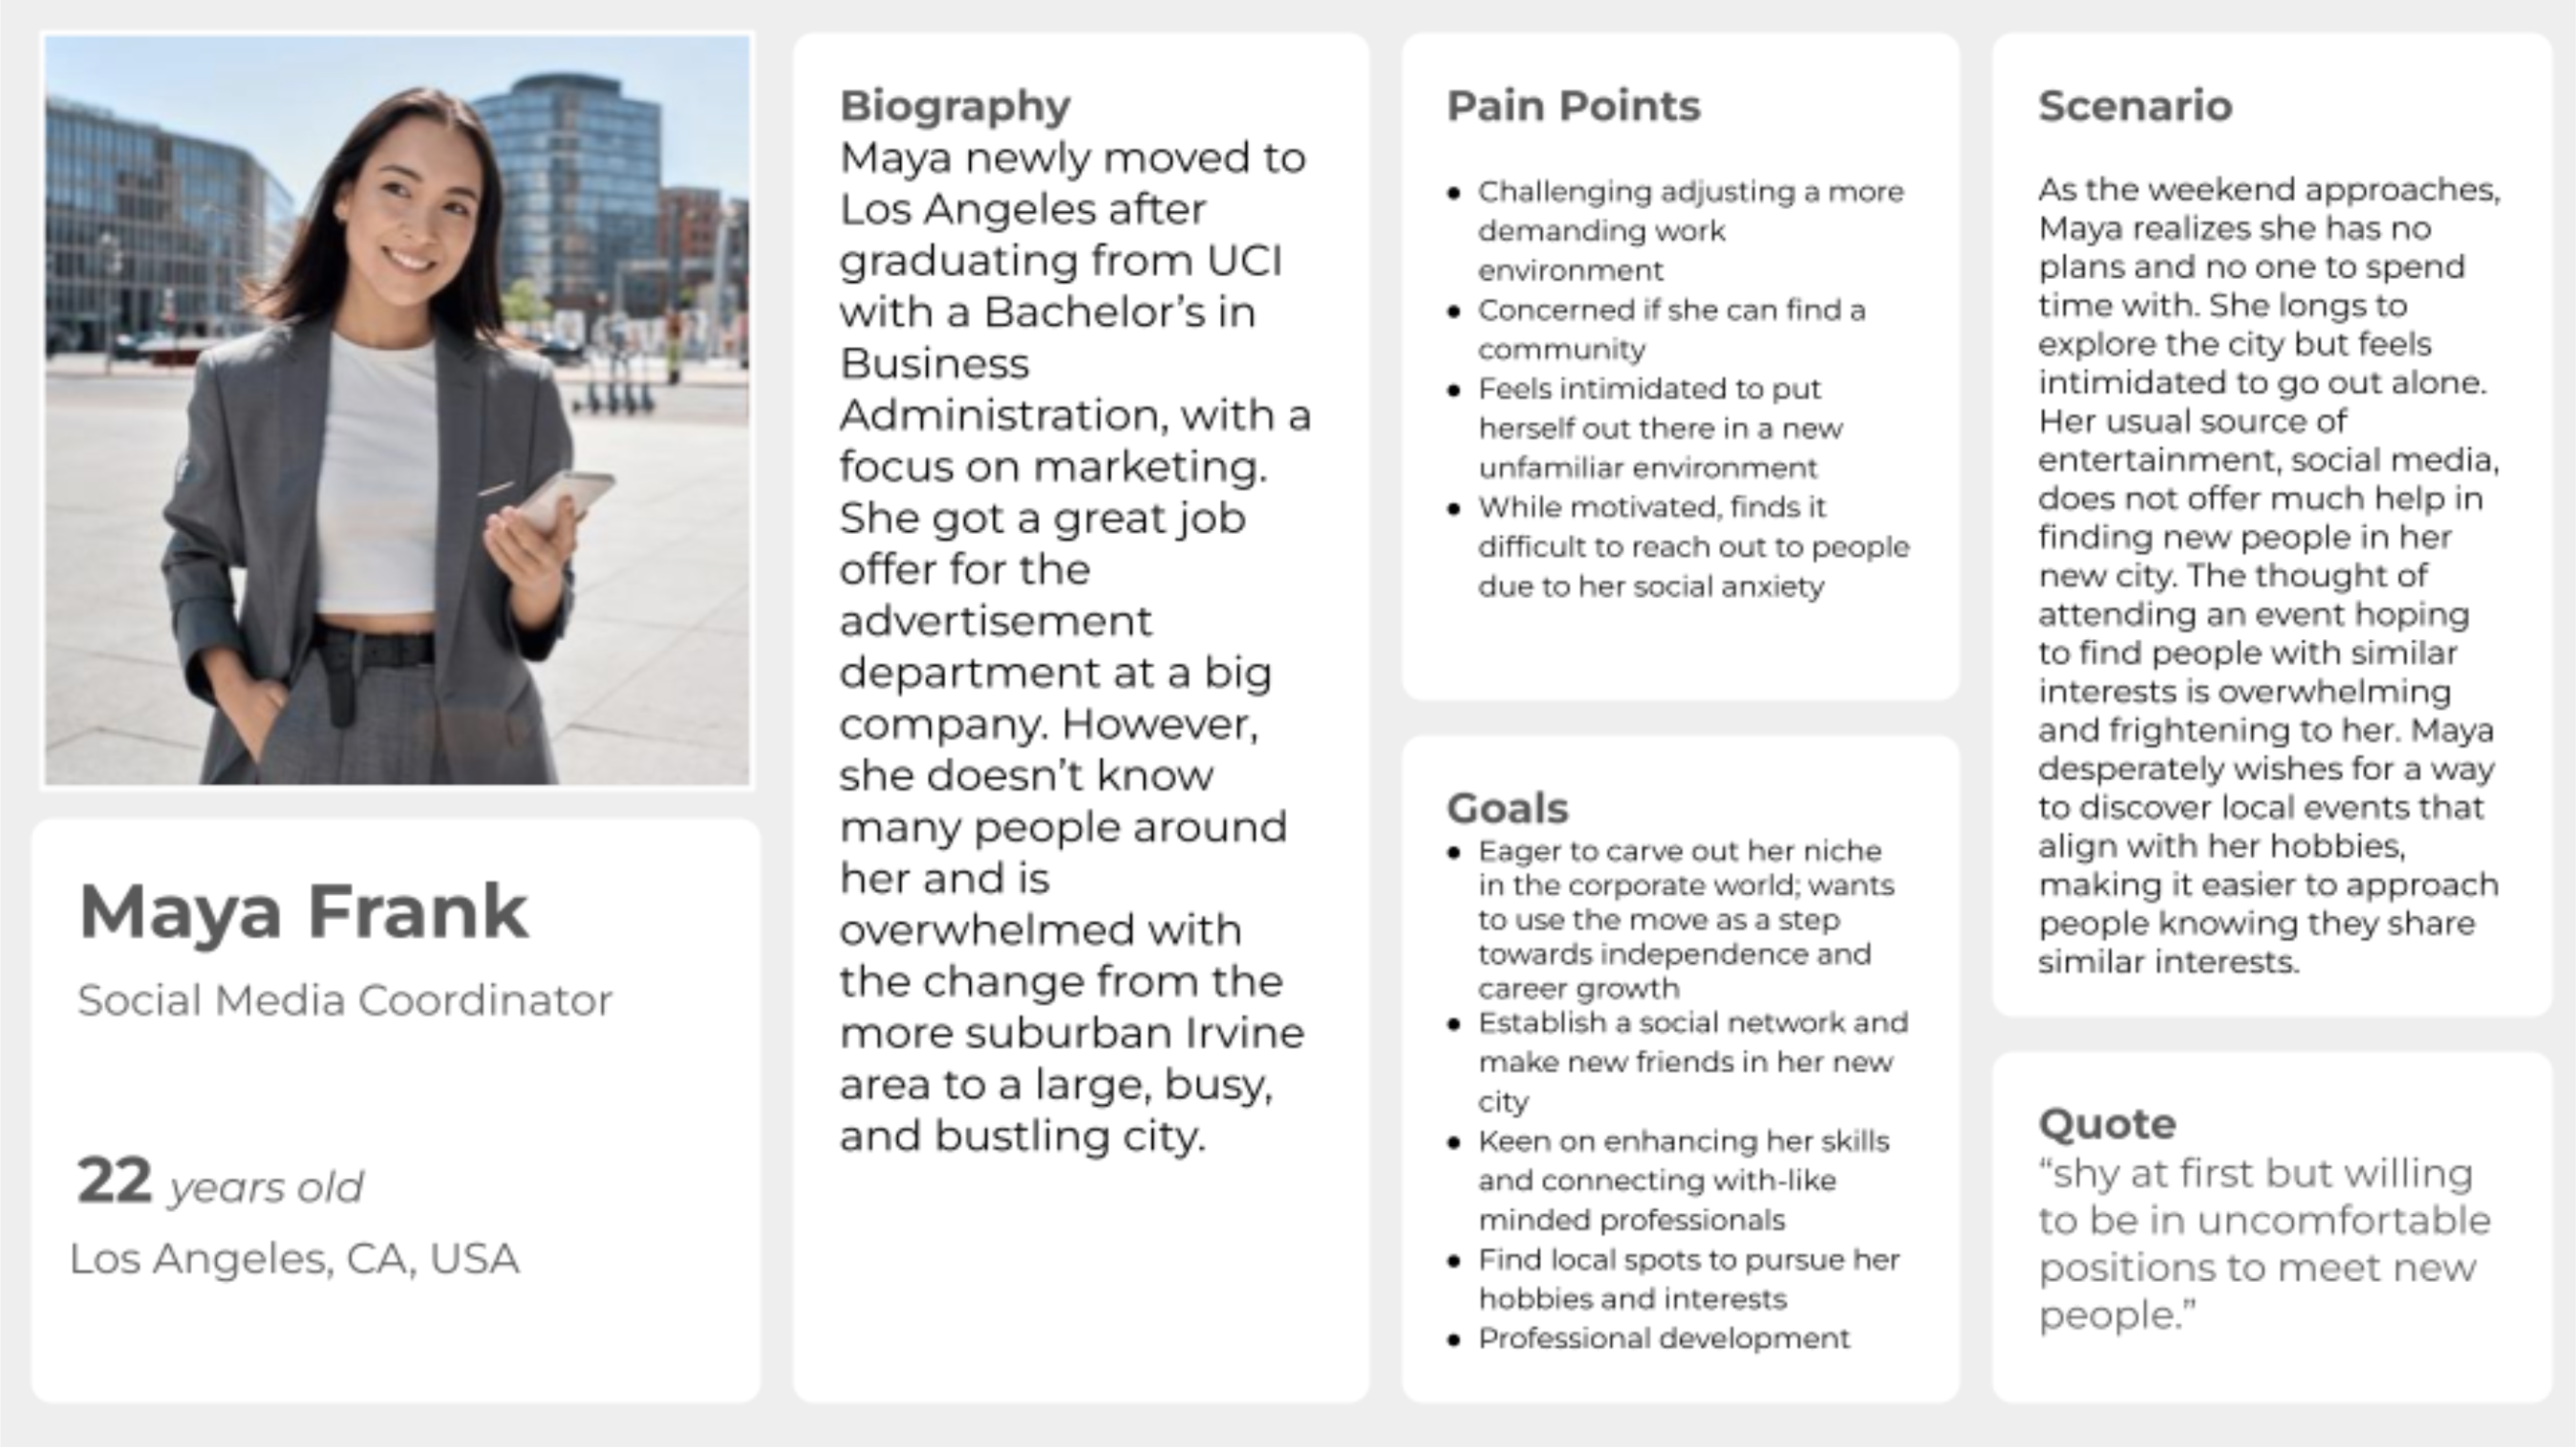 Maya Frank
Social Media Coordinator
22 years old
Los Angeles, CA, USA
Biography
Maya newly moved to
Los Angeles after
graduating from UCI
with a Bachelor’s in
Business
Administration, with a
focus on marketing.
She got a great job
offer for the
advertisement
department at a big
company. However,
she doesn’t know
many people around
her and is
overwhelmed with
the change from the
more suburban Irvine
area to a large, busy,
and bustling city.
Pain Points
● Challenging adjusting a more
demanding work
environment
● Concerned if she can find a
community
● Feels intimidated to put
herself out there in a new
unfamiliar environment
● While motivated, finds it
difficult to reach out to people
due to her social anxiety
Goals
● Eager to carve out her niche
in the corporate world; wants
to use the move as a step
towards independence and
career growth
● Establish a social network and
make new friends in her new
city
● Keen on enhancing her skills
and connecting with-like
minded professionals
● Find local spots to pursue her
hobbies and interests
● Professional development
Scenario
As the weekend approaches,
Maya realizes she has no
plans and no one to spend
time with. She longs to
explore the city but feels
intimidated to go out alone.
Her usual source of
entertainment, social media,
does not offer much help in
finding new people in her
new city. The thought of
attending an event hoping
to find people with similar
interests is overwhelming
and frightening to her. Maya
desperately wishes for a way
to discover local events that
align with her hobbies,
making it easier to approach
people knowing they share
similar interests.
Quote
“shy at first but willing
to be in uncomfortable
positions to meet new
people.”